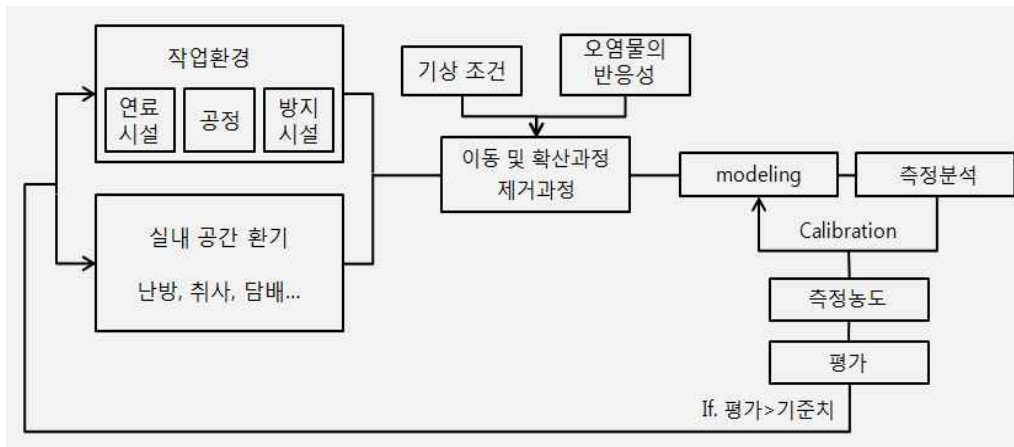 작업환경
연료
시설
공정
방지
시설
실내 공간 환기
난방, 취사, 담배...
기상 조건
오염물의
반응성
이동 및 확산과정
제거과정
modeling
측정분석
Calibration
측정농도
평가
If. 평가>기준치